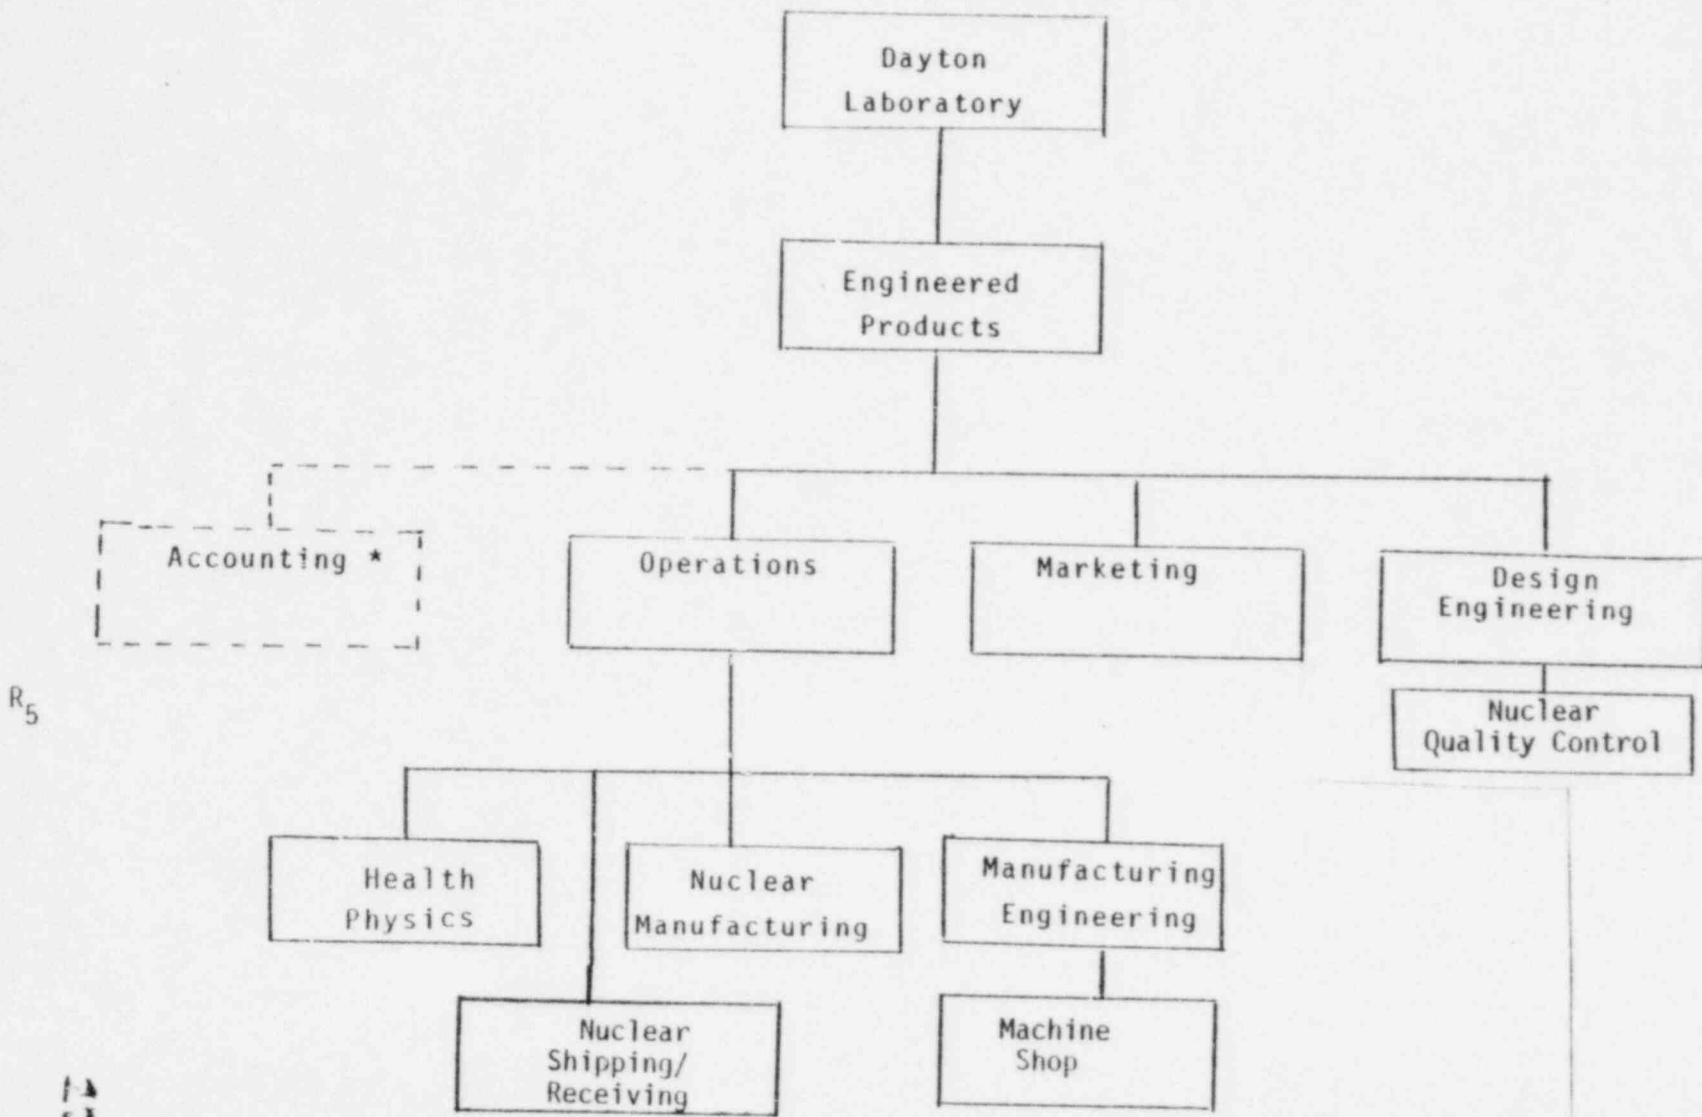 Dayton
Laboratory
Engineered
Products
Accounting *
Operations
Marketing
Design
Engineering
R5
Nuclear
Quality Control
Health
Physics
Nuclear
Manufacturing
Manufacturing
Engineering
Nuclear
Shipping/
Receiving
Machine
Shop